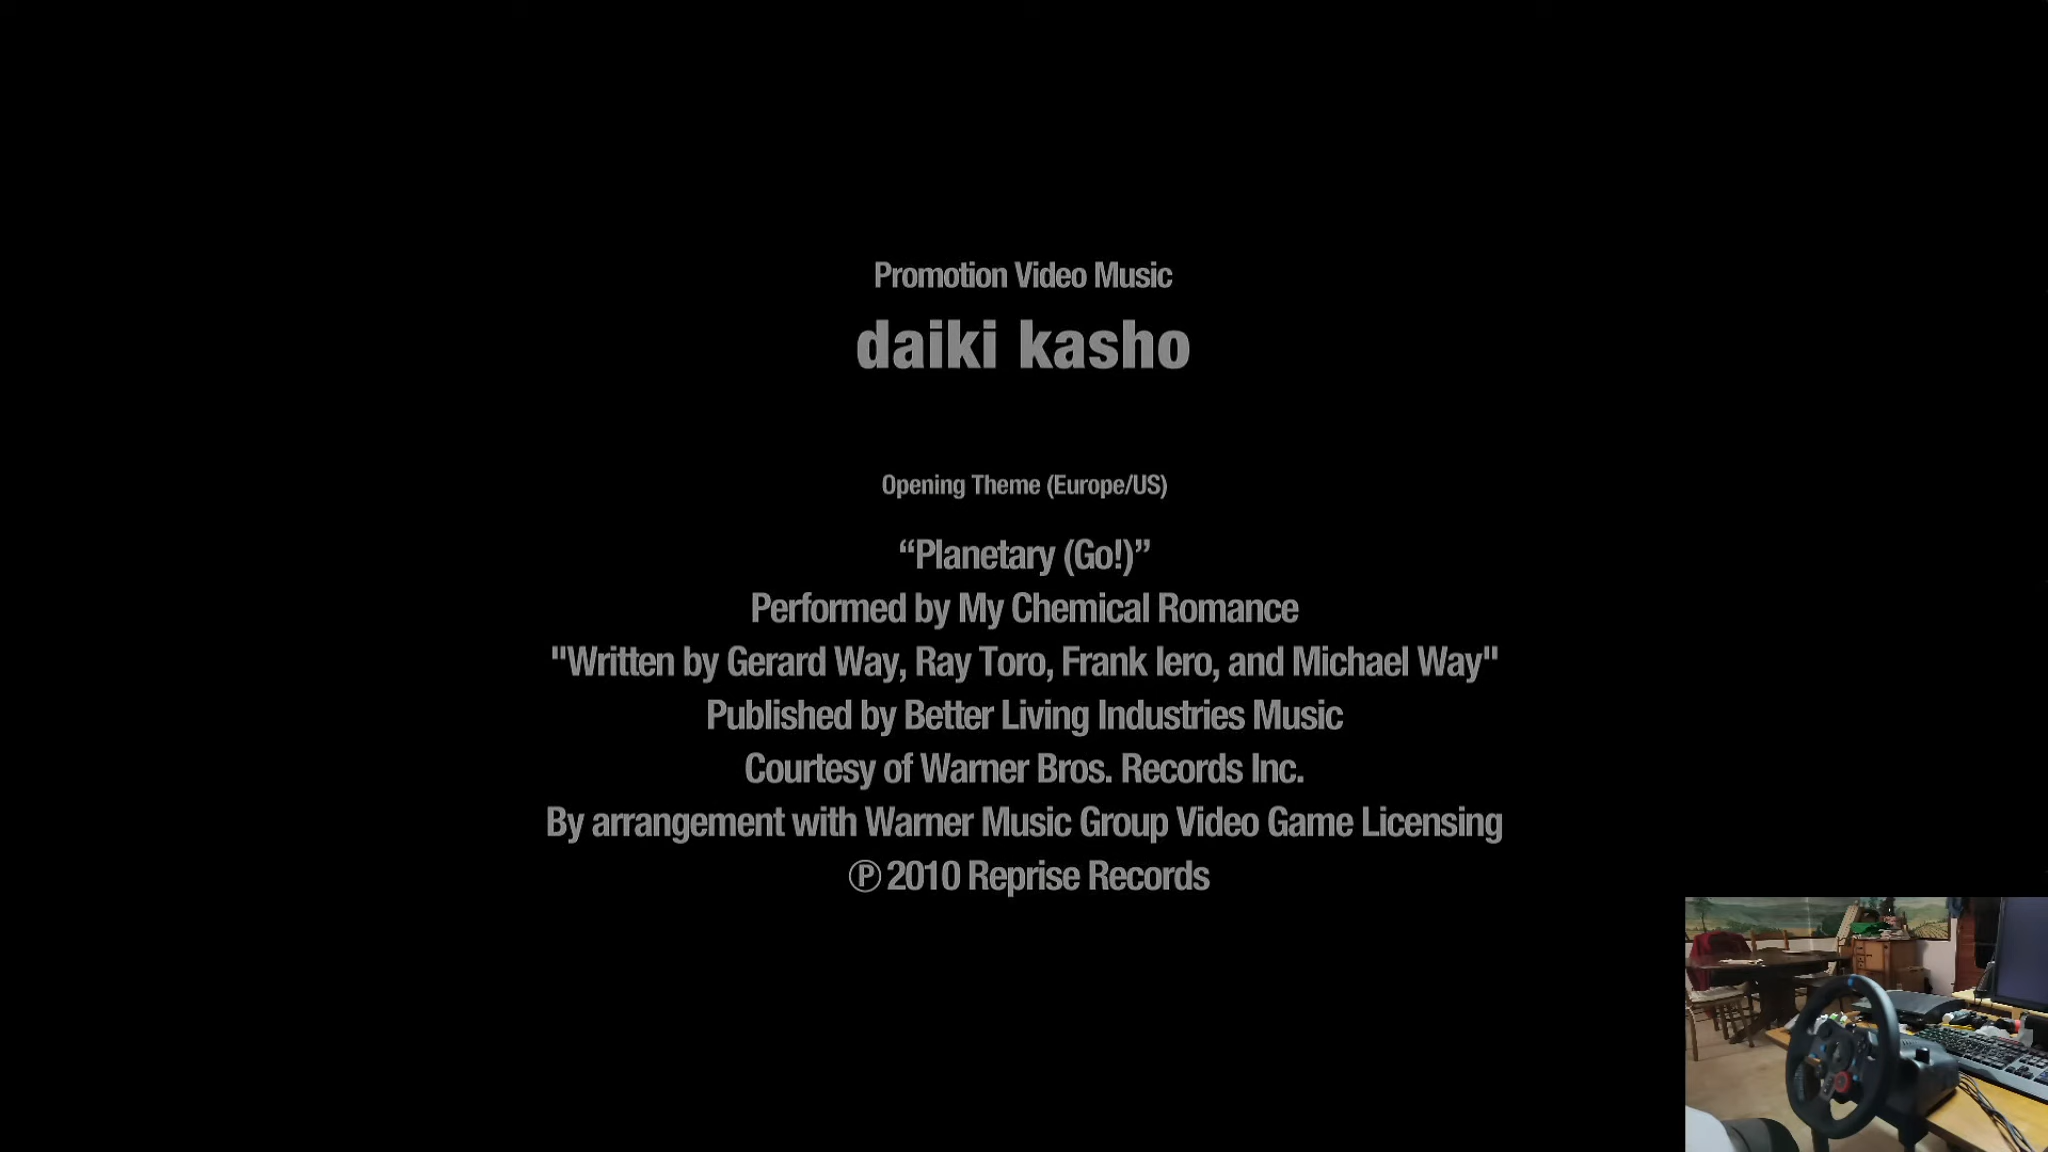 Promotion Video Music
daiki kasho
Opening Theme (Europe/US)
“Planetary (Go!)”
Performed by My Chemical Romance
"Written by Gerard Way, Ray Toro, Frank Iero, and Michael Way"
Published by Better Living Industries Music
Courtesy of Warner Bros. Records Inc.
By arrangement with Warner Music Group Video Game Licensing
℗ 2010 Reprise Records